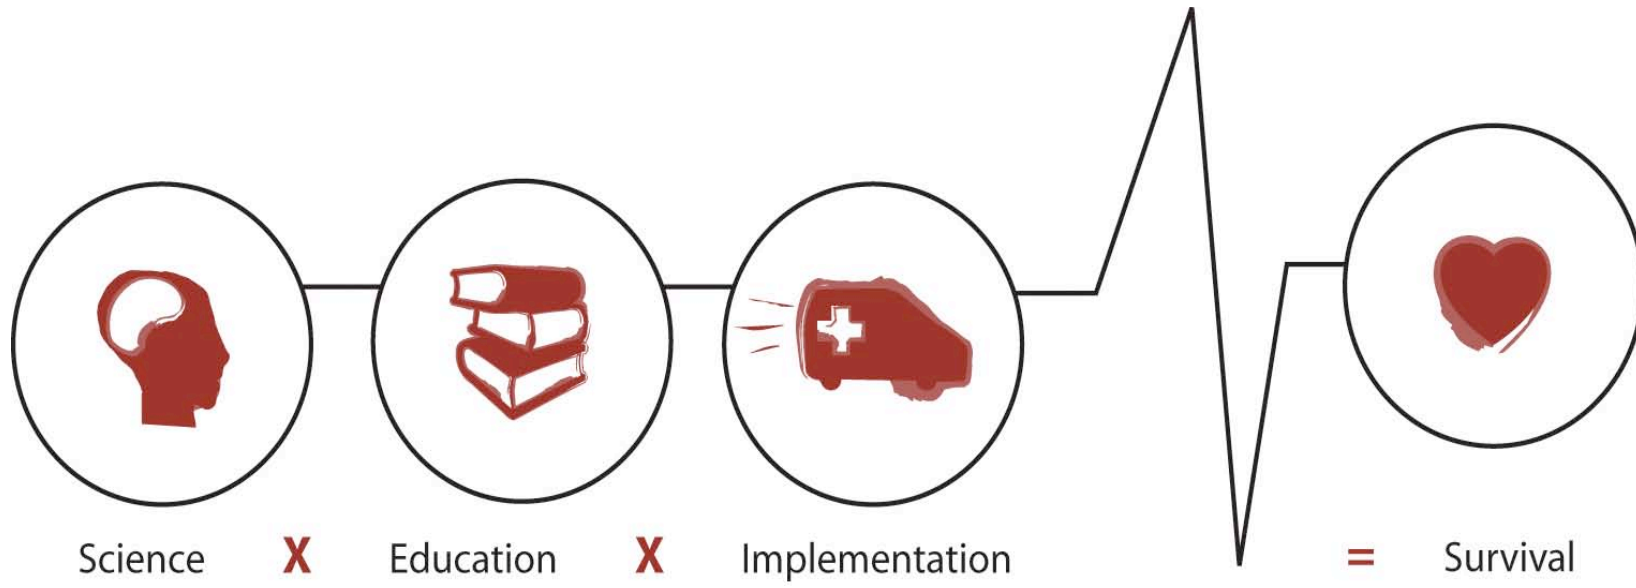 Science X Education X Implementation = Survival